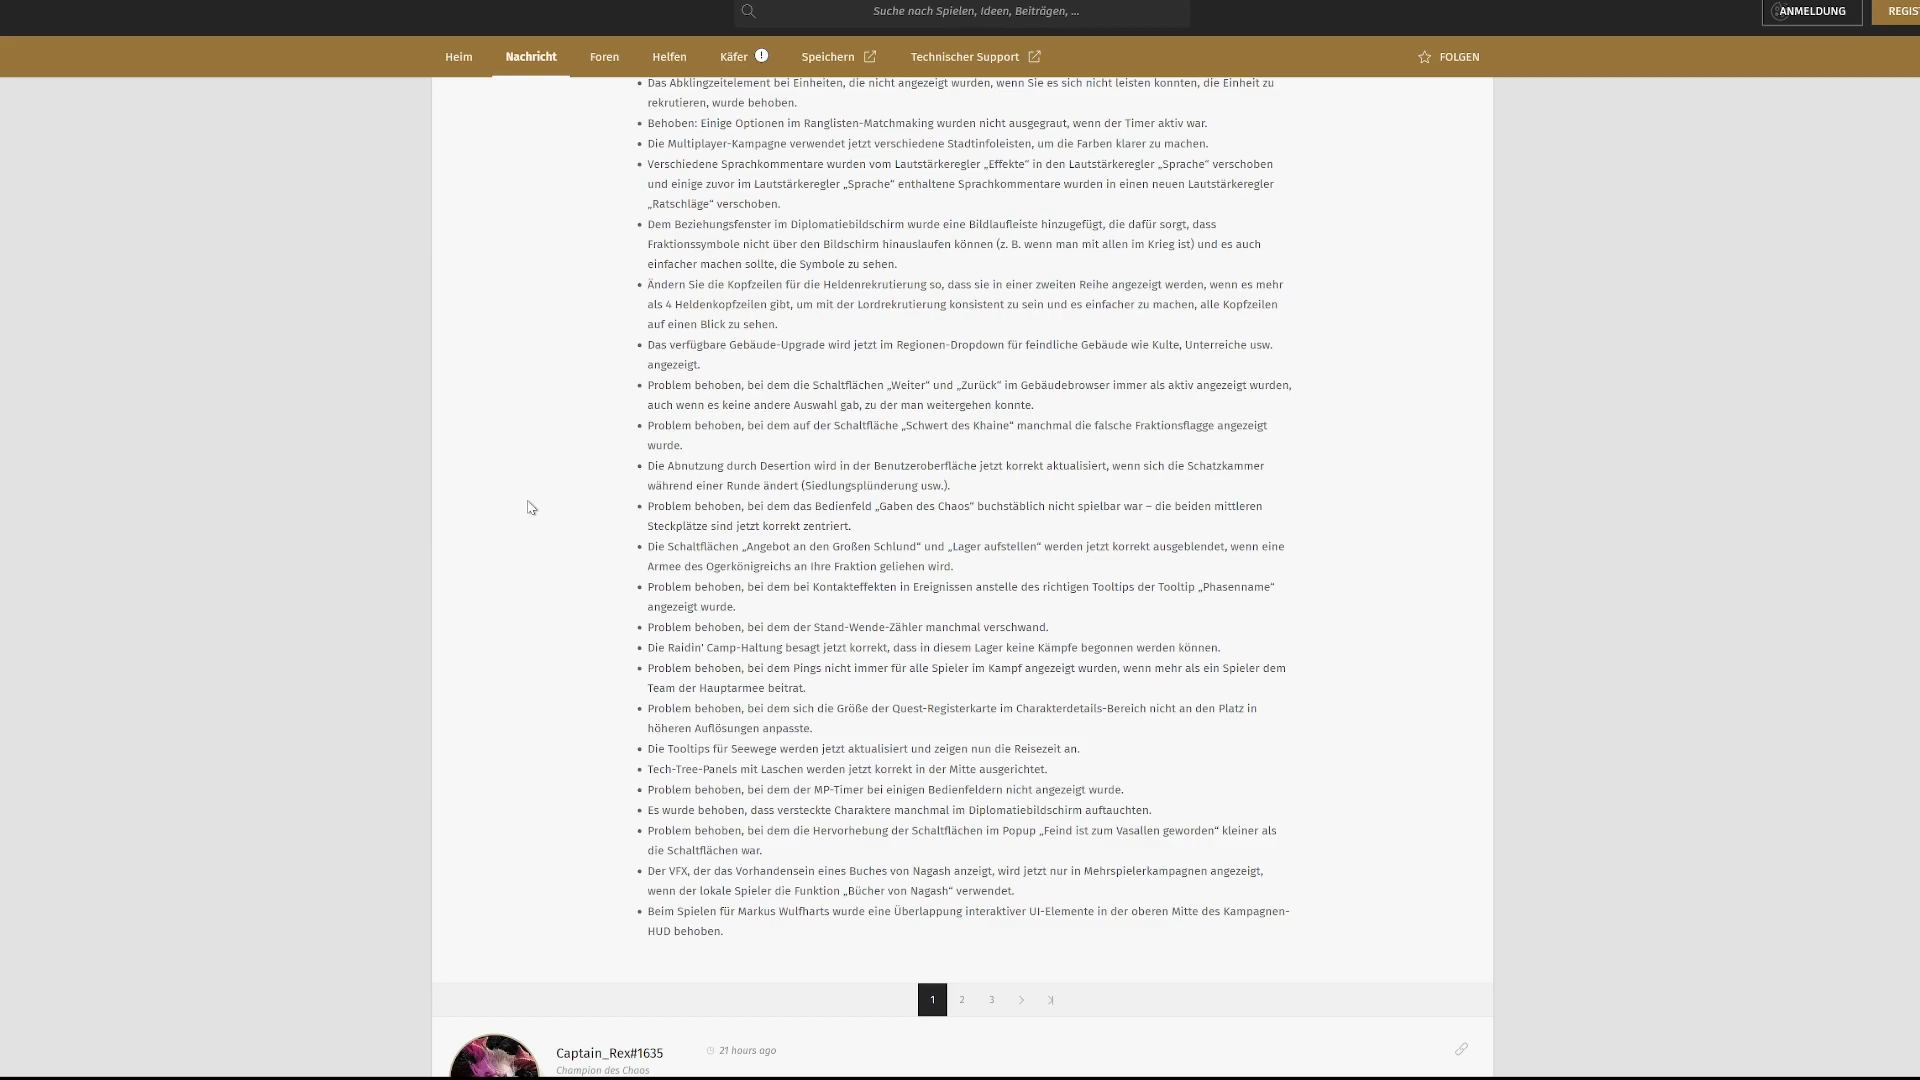 Suche nach Spielen, Ideen, Beiträgen, ...
ANMELDUNG
REGIS
Heim
Nachricht
Foren
Helfen
Käfer
Speichern
Technischer Support
FOLGEN
• Das Abklingzeitelement bei Einheiten, die nicht angezeigt wurden, wenn Sie es sich nicht leisten konnten, die Einheit zu
rekrutieren, wurde behoben.
• Behoben: Einige Optionen im Ranglisten-Matchmaking wurden nicht ausgegraut, wenn der Timer aktiv war.
• Die Multiplayer-Kampagne verwendet jetzt verschiedene Stadtinfoleisten, um die Farben klarer zu machen.
• Verschiedene Sprachkommentare wurden vom Lautstärkeregler „Effekte“ in den Lautstärkeregler „Sprache“ verschoben
und einige zuvor im Lautstärkeregler „Sprache“ enthaltene Sprachkommentare wurden in einen neuen Lautstärkeregler
„Ratschläge“ verschoben.
• Dem Beziehungsfenster im Diplomatiebildschirm wurde eine Bildlaufleiste hinzugefügt, die dafür sorgt, dass
Fraktionssymbole nicht über den Bildschirm hinauslaufen können (z. B. wenn man mit allen im Krieg ist) und es auch
einfacher machen sollte, die Symbole zu sehen.
• Ändern Sie die Kopfzeilen für die Heldenrekrutierung so, dass sie in einer zweiten Reihe angezeigt werden, wenn es mehr
als 4 Heldenkopfzeilen gibt, um mit der Lordrekrutierung konsistent zu sein und es einfacher zu machen, alle Kopfzeilen
auf einen Blick zu sehen.
• Das verfügbare Gebäude-Upgrade wird jetzt im Regionen-Dropdown für feindliche Gebäude wie Kulte, Unterreiche usw.
angezeigt.
• Problem behoben, bei dem die Schaltflächen „Weiter“ und „Zurück“ im Gebäudebrowser immer als aktiv angezeigt wurden,
auch wenn es keine andere Auswahl gab, zu der man weitergehen konnte.
• Problem behoben, bei dem auf der Schaltfläche „Schwert des Khaine“ manchmal die falsche Fraktionsflagge angezeigt
wurde.
• Die Abnutzung durch Desertion wird in der Benutzeroberfläche jetzt korrekt aktualisiert, wenn sich die Schatzkammer
während einer Runde ändert (Siedlungsplünderung usw.).
• Problem behoben, bei dem das Bedienfeld „Gaben des Chaos“ buchstäblich nicht spielbar war – die beiden mittleren
Steckplätze sind jetzt korrekt zentriert.
• Die Schaltflächen „Angebot an den Großen Schlund“ und „Lager aufstellen“ werden jetzt korrekt ausgeblendet, wenn eine
Armee des Ogerkönigreichs an Ihre Fraktion geliehen wird.
• Problem behoben, bei dem bei Kontakteffekten in Ereignissen anstelle des richtigen Tooltips der Tooltip „Phasenname“
angezeigt wurde.
• Problem behoben, bei dem der Stand-Wende-Zähler manchmal verschwand.
• Die Raidin' Camp-Haltung besagt jetzt korrekt, dass in diesem Lager keine Kämpfe begonnen werden können.
• Problem behoben, bei dem Pings nicht immer für alle Spieler im Kampf angezeigt wurden, wenn mehr als ein Spieler dem
Team der Hauptarmee beitrat.
• Problem behoben, bei dem sich die Größe der Quest-Registerkarte im Charakterdetails-Bereich nicht an den Platz in
höheren Auflösungen anpasste.
• Die Tooltips für Seewege werden jetzt aktualisiert und zeigen nun die Reisezeit an.
• Tech-Tree-Panels mit Laschen werden jetzt korrekt in der Mitte ausgerichtet.
• Problem behoben, bei dem der MP-Timer bei einigen Bedienfeldern nicht angezeigt wurde.
• Es wurde behoben, dass versteckte Charaktere manchmal im Diplomatiebildschirm auftauchten.
• Problem behoben, bei dem die Hervorhebung der Schaltflächen im Popup „Feind ist zum Vasallen geworden“ kleiner als
die Schaltflächen war.
• Der VFX, der das Vorhandensein eines Buches von Nagash anzeigt, wird jetzt nur in Mehrspielerkampagnen angezeigt,
wenn der lokale Spieler die Funktion „Bücher von Nagash“ verwendet.
• Beim Spielen für Markus Wulfharts wurde eine Überlappung interaktiver UI-Elemente in der oberen Mitte des Kampagnen-
HUD behoben.
1 2 3
Captain_Rex#1635
21 hours ago
Champion des Chaos